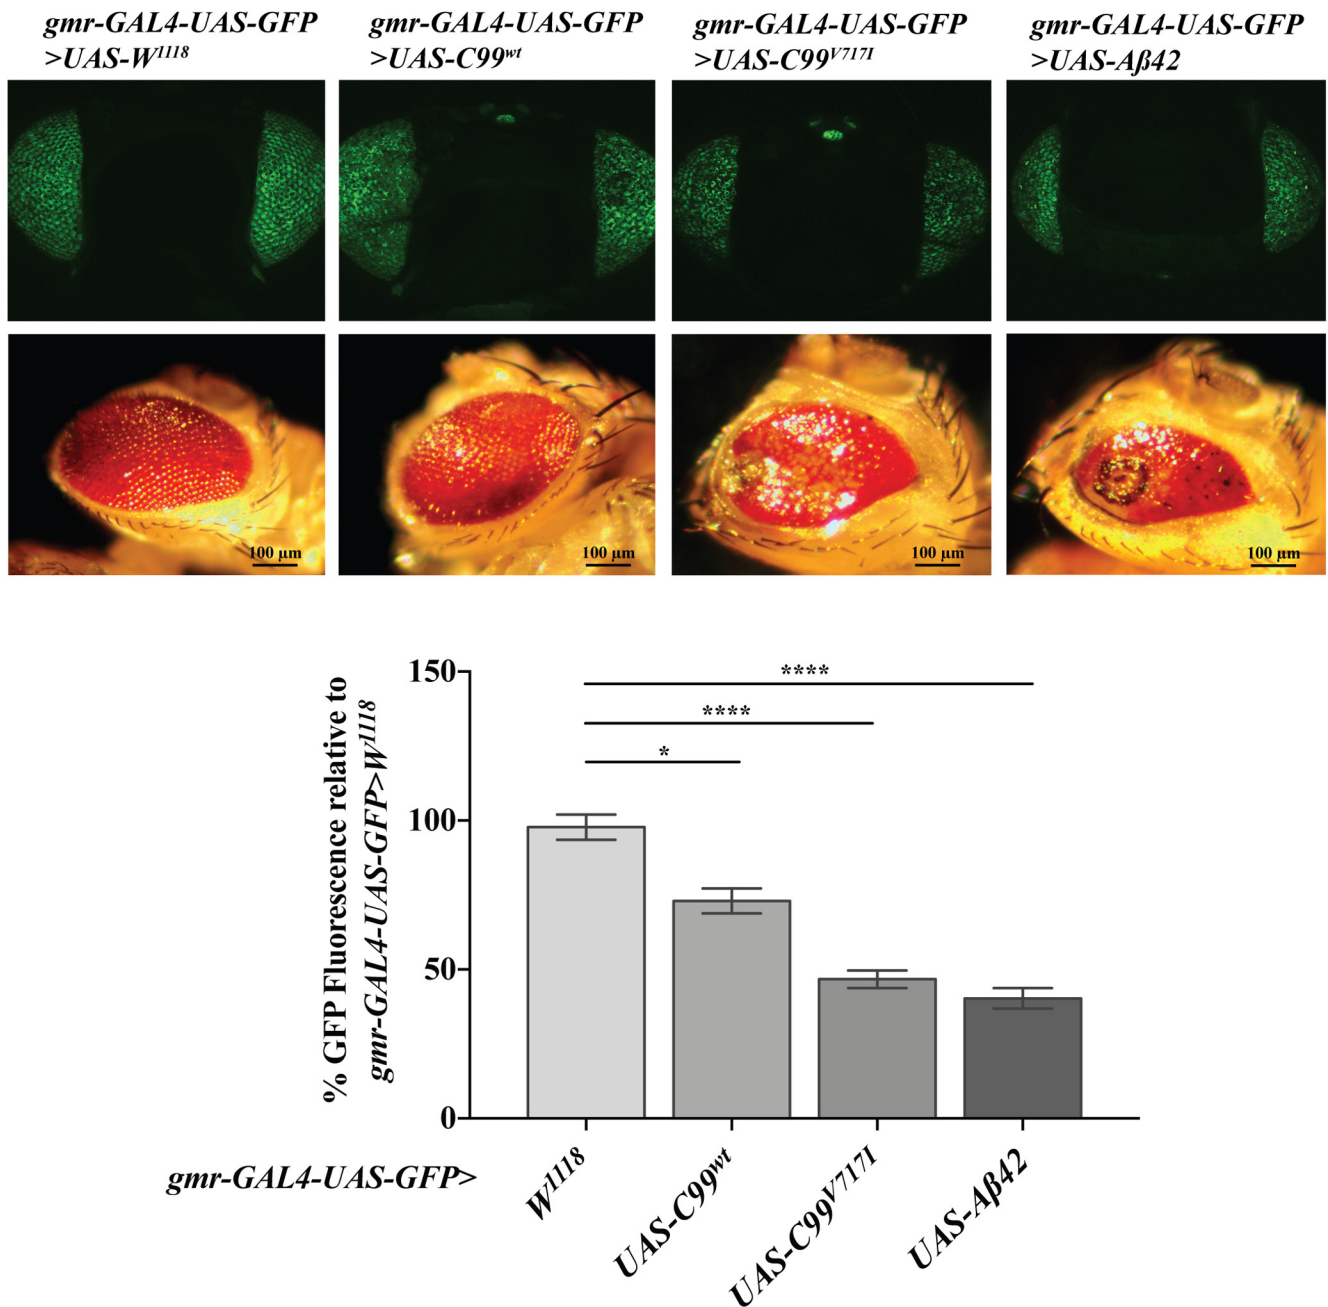 gmr-GAL4-UAS-GFP
>UAS-W1118
gmr-GAL4-UAS-GFP
>UAS-C99wt
gmr-GAL4-UAS-GFP
>UAS-C99V717I
gmr-GAL4-UAS-GFP
>UAS-Aβ42
100 µm
100 µm
100 µm
100 µm
% GFP Fluorescence relative to
gmr-GAL4-UAS-GFP>W1118
150
100
50
0
****
****
*
gmr-GAL4-UAS-GFP>
W1118
UAS-C99wt
UAS-C99V717I
UAS-Aβ42